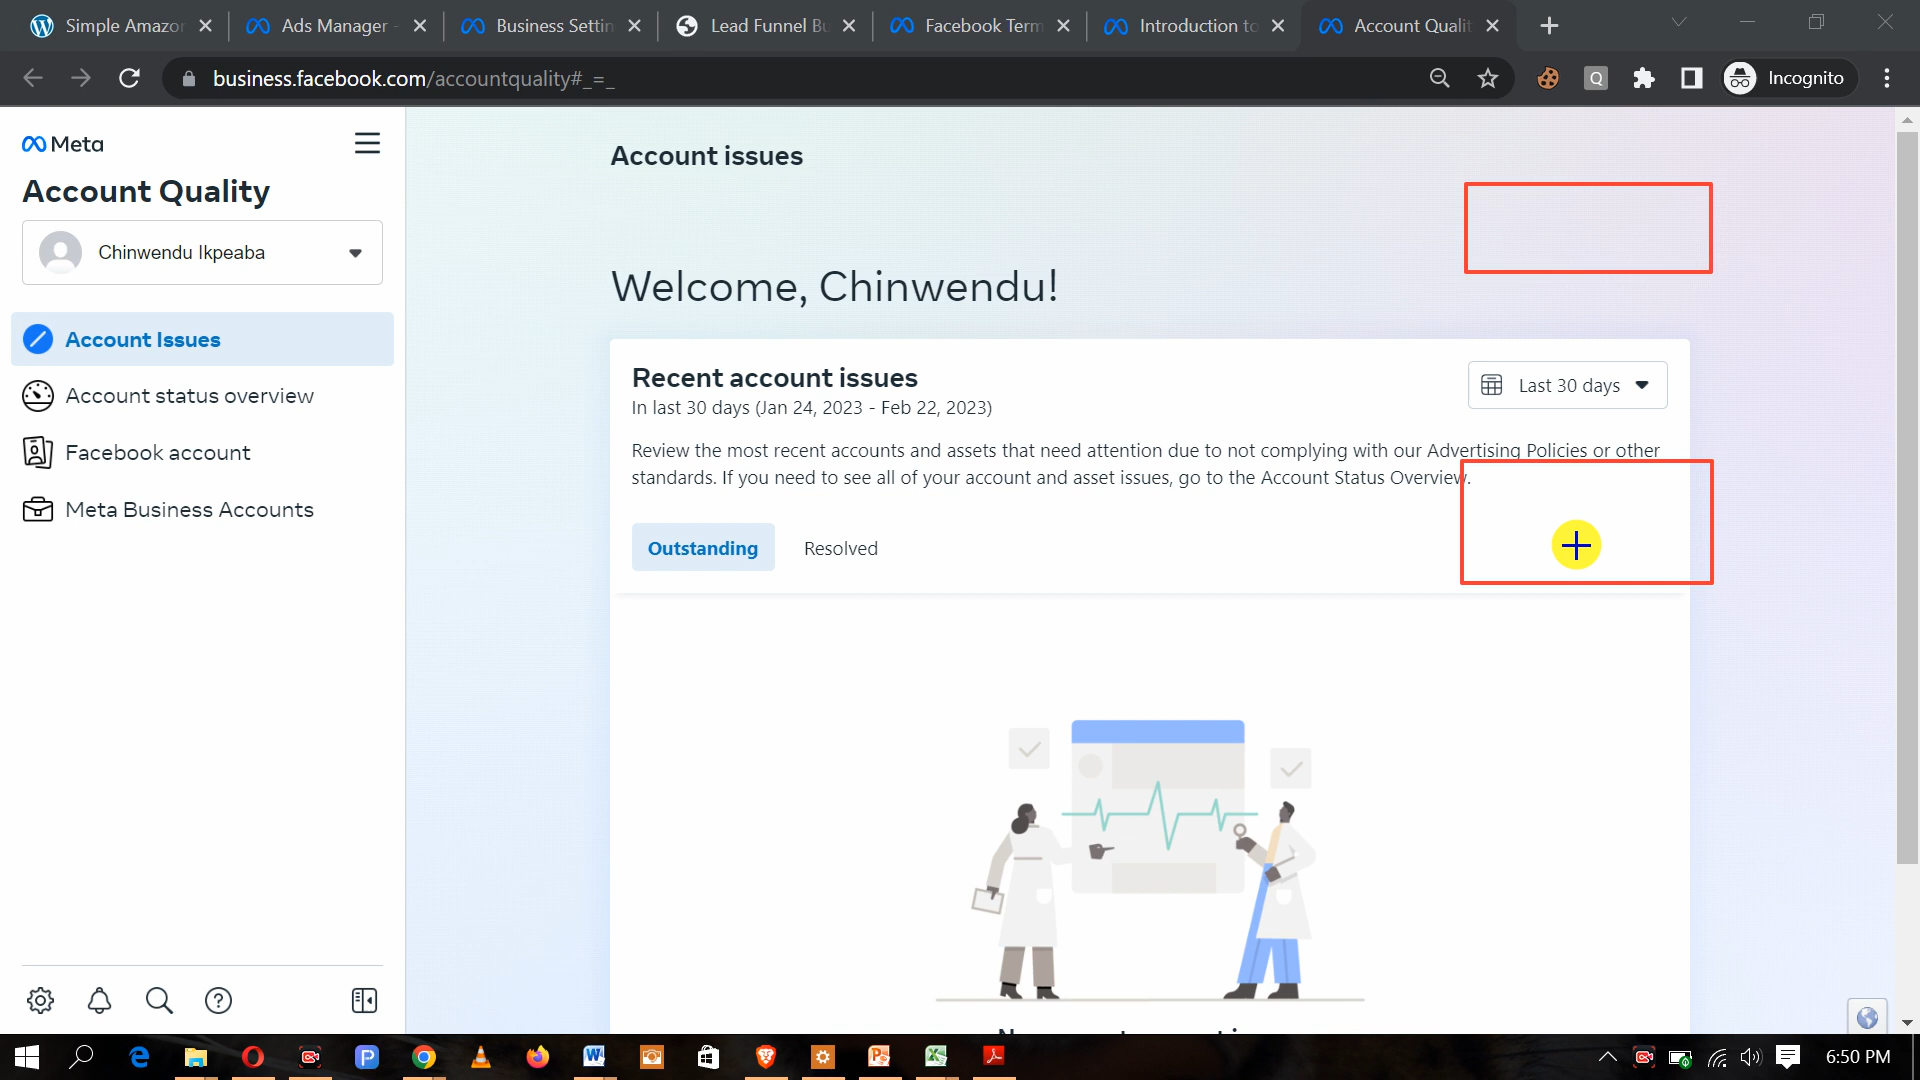 Simple Amazon
Ads Manager -
Business Settin
Lead Funnel Bu
Facebook Term
Introduction to
Account Qualit
business.facebook.com/accountquality#_=_
Q
Incognito
Meta
Account Quality
Chinwendu Ikpeaba
Account Issues
Account status overview
Facebook account
Meta Business Accounts
Account issues
Welcome, Chinwendu!
Recent account issues
In last 30 days (Jan 24, 2023 - Feb 22, 2023)
Last 30 days
Review the most recent accounts and assets that need attention due to not complying with our Advertising Policies or other
standards. If you need to see all of your account and asset issues, go to the Account Status Overview.
Outstanding
Resolved
6:50 PM